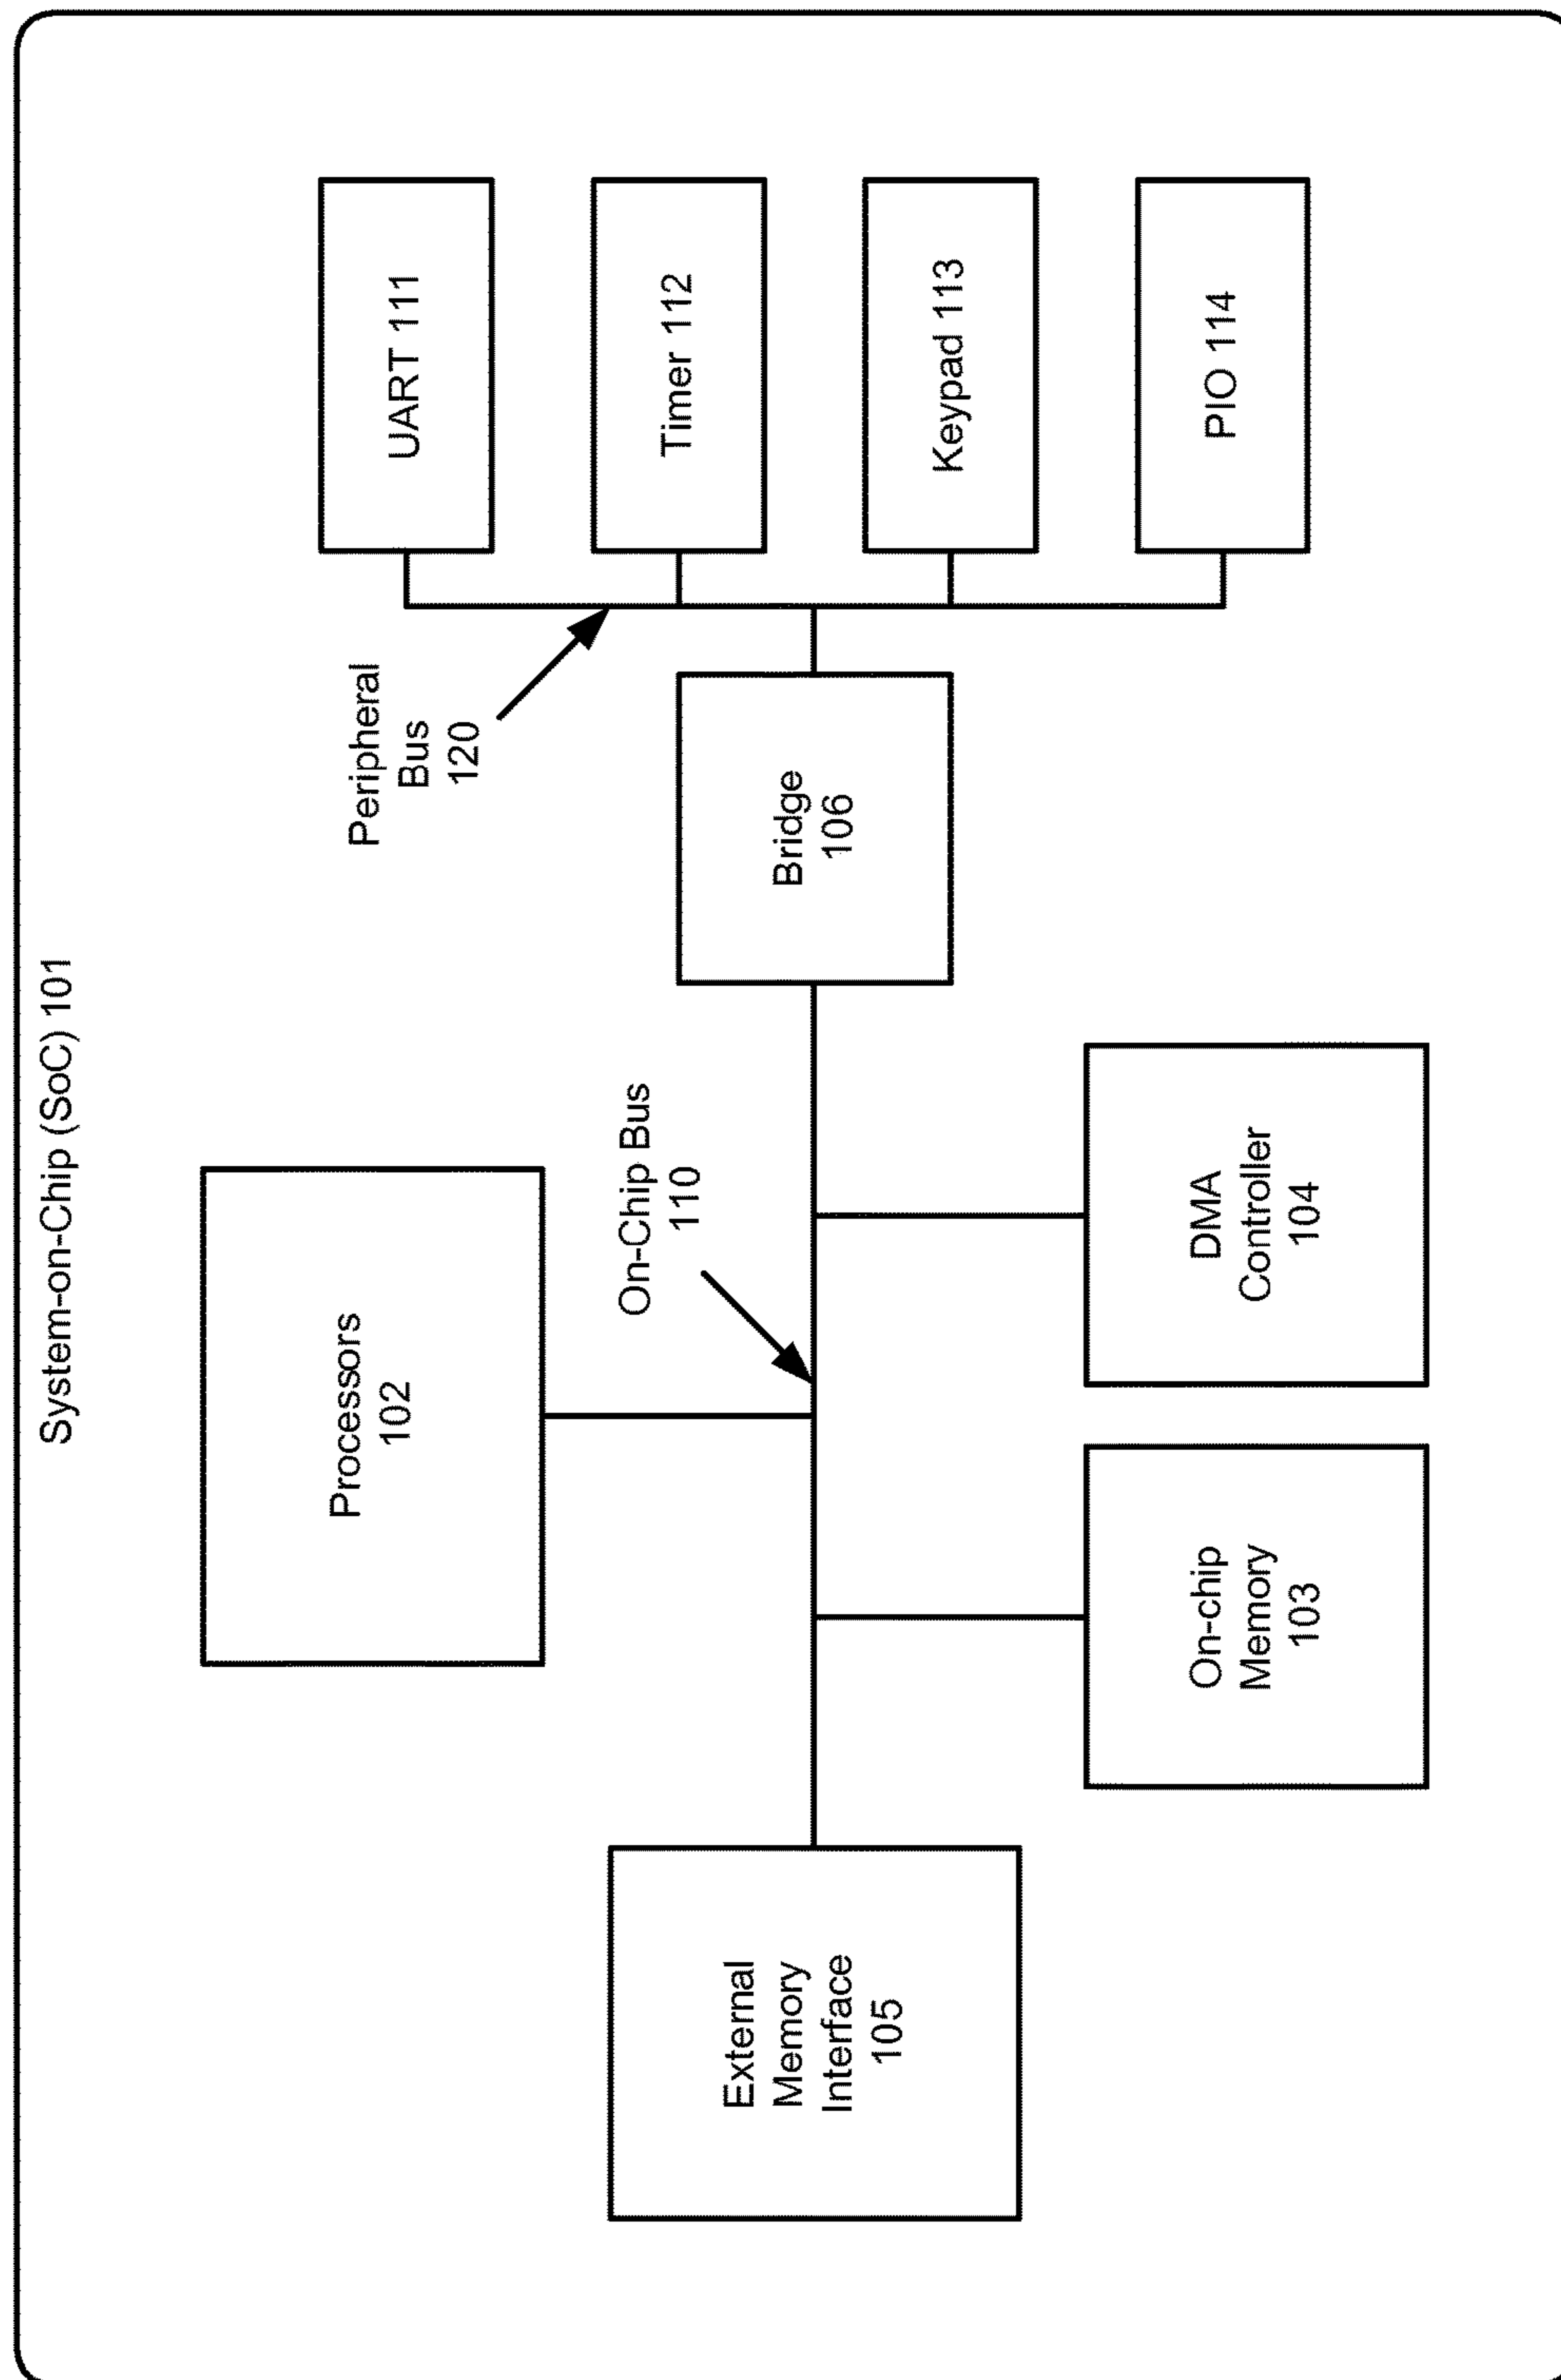 System-on-Chip (SoC) 101
Processors
102
On-Chip Bus
110
Peripheral
Bus
120
UART 111
Timer 112
Keypad 113
PIO 114
External
Memory
Interface
105
Bridge
106
On-chip
Memory
103
DMA
Controller
104